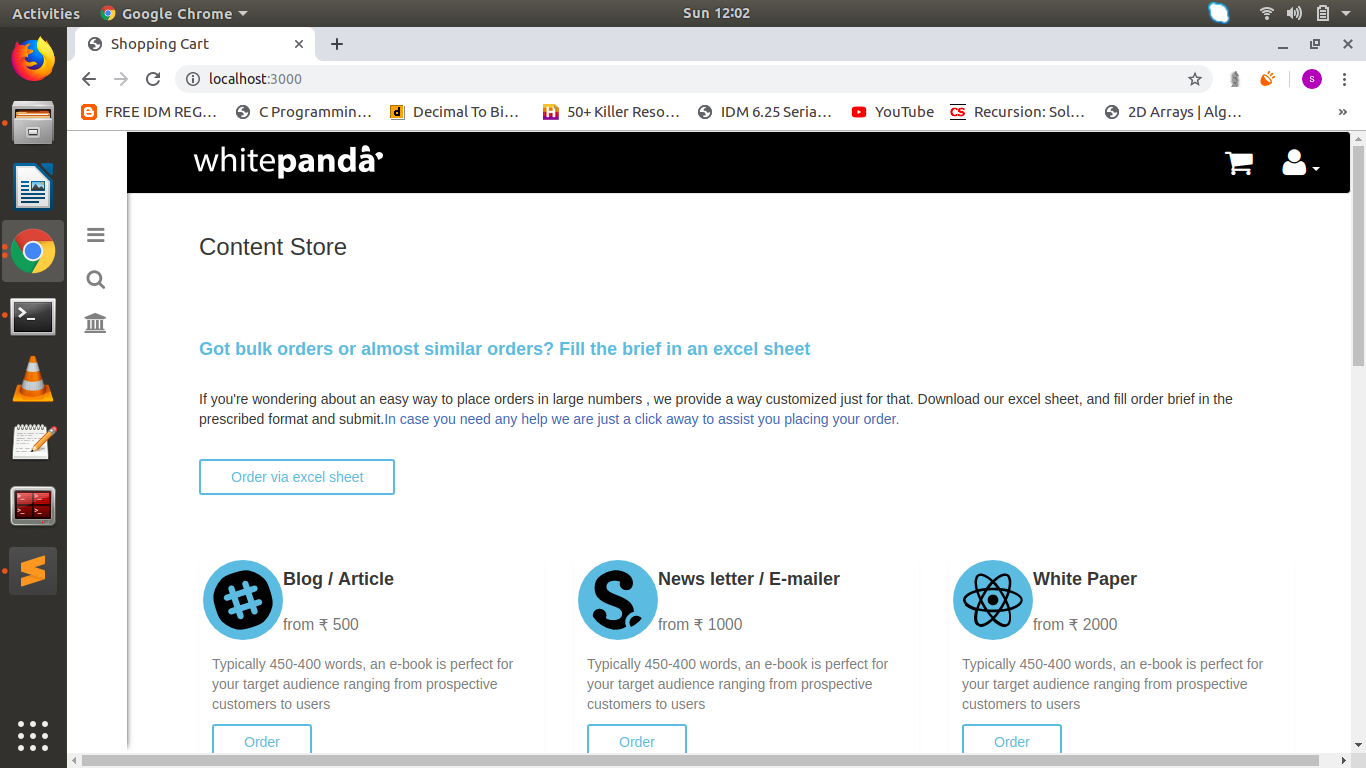 Activities Google Chrome Sun 12:02
Shopping Cart
localhost:3000 S
FREE IDM REG... C Programmin... Decimal To Bi... 50+ Killer Reso... IDM 6.25 Seria... YouTube CS Recursion: Sol... 2D Arrays | Alg... »
whitepanda
Content Store
Got bulk orders or almost similar orders? Fill the brief in an excel sheet
If you're wondering about an easy way to place orders in large numbers , we provide a way customized just for that. Download our excel sheet, and fill order brief in the
prescribed format and submit.In case you need any help we are just a click away to assist you placing your order.
Order via excel sheet
Blog / Article
from ₹ 500
Typically 450-400 words, an e-book is perfect for
your target audience ranging from prospective
customers to users
Order
News letter / E-mailer
from ₹ 1000
Typically 450-400 words, an e-book is perfect for
your target audience ranging from prospective
customers to users
Order
White Paper
from ₹ 2000
Typically 450-400 words, an e-book is perfect for
your target audience ranging from prospective
customers to users
Order